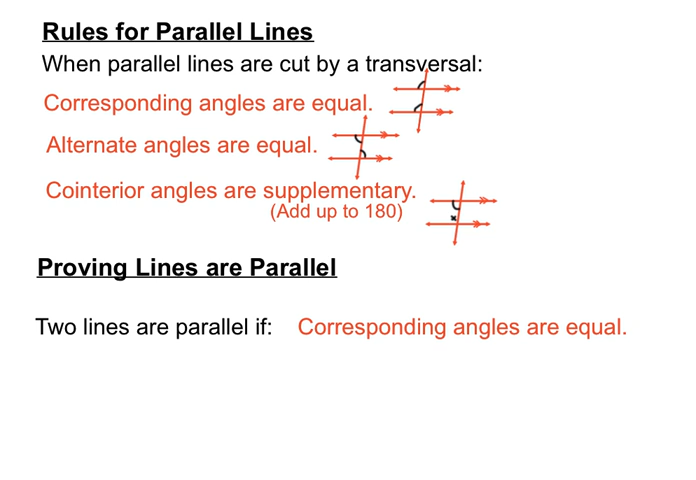 Rules for Parallel Lines
When parallel lines are cut by a transversal:
Corresponding angles are equal.
Alternate angles are equal.
Cointerior angles are supplementary.
(Add up to 180)
Proving Lines are Parallel
Two lines are parallel if: Corresponding angles are equal.